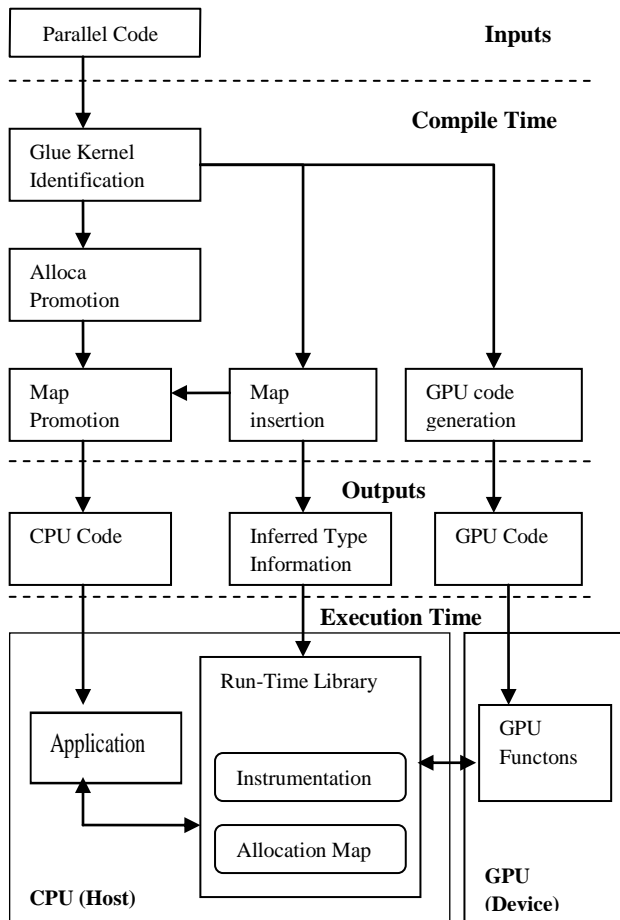 Parallel Code
Inputs
Compile Time
Glue Kernel
Identification
Alloca
Promotion
Map
Promotion
Map
insertion
GPU code
generation
Outputs
CPU Code
Inferred Type
Information
GPU Code
Execution Time
Run-Time Library
Application
Instrumentation
Allocation Map
GPU
Functons
CPU (Host)
GPU
(Device)